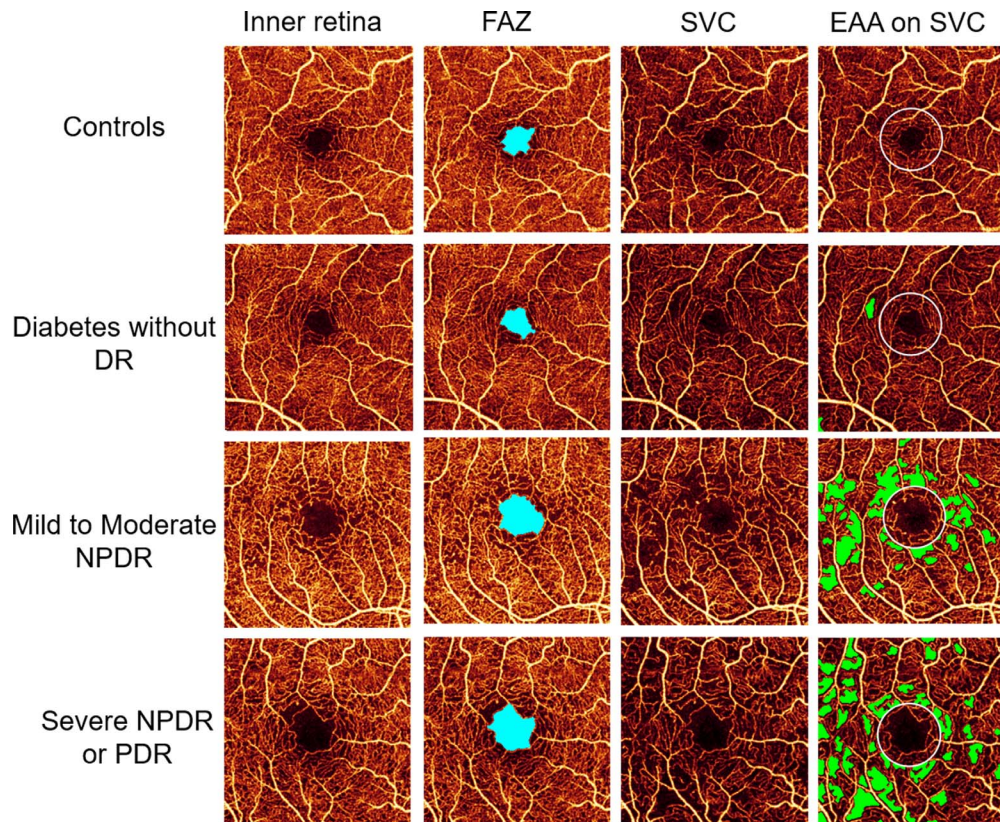 Inner retina FAZ SVC EAA on SVC
Controls
Diabetes without
DR
Mild to Moderate
NPDR
Severe NPDR
or PDR